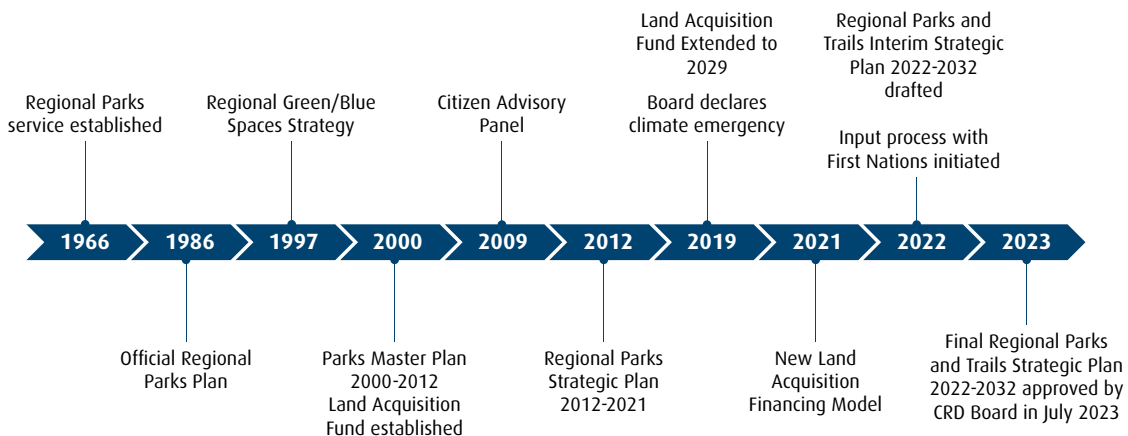 Regional Parks
service established
Regional Green/Blue
Spaces Strategy
Citizen Advisory
Panel
Land Acquisition
Fund Extended to
2029
Board declares
climate emergency
Regional Parks and
Trails Interim Strategic
Plan 2022-2032
drafted
Input process with
First Nations initiated
1966
1986
1997
2000
2009
2012
2019
2021
2022
2023
Official Regional
Parks Plan
Parks Master Plan
2000-2012
Land Acquisition
Fund established
Regional Parks
Strategic Plan
2012-2021
New Land
Acquisition
Financing Model
Final Regional Parks
and Trails Strategic Plan
2022-2032 approved by
CRD Board in July 2023